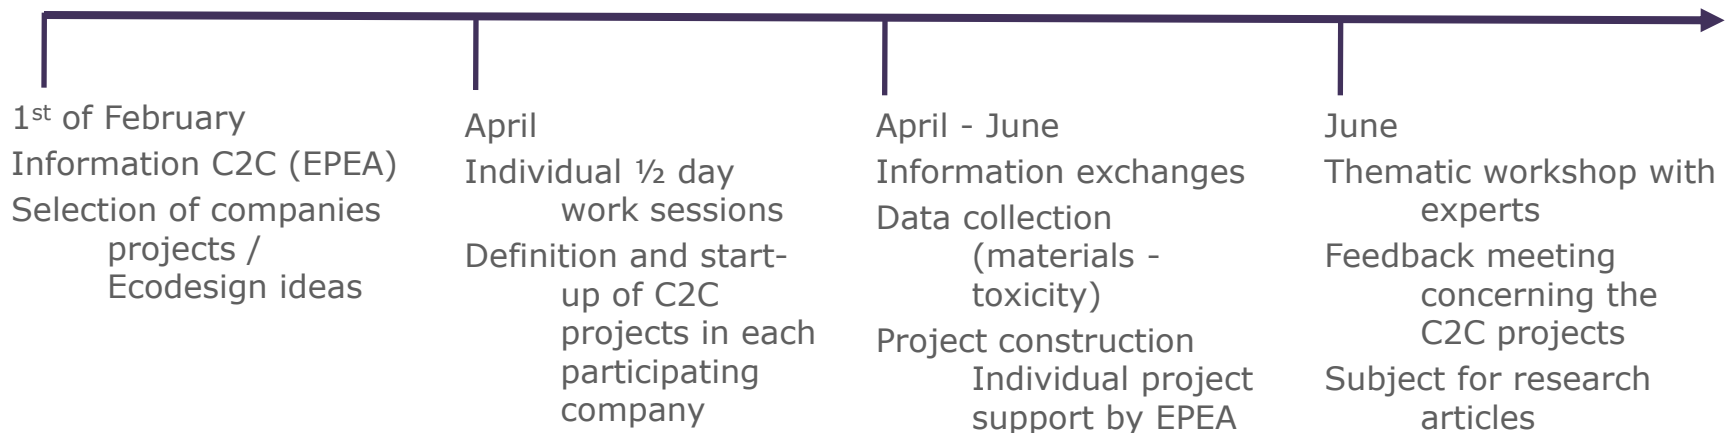 1st of February
Information C2C (EPEA)
Selection of companies
projects /
Ecodesign ideas
April
Individual ½ day
work sessions
Definition and start-
up of C2C
projects in each
participating
company
April - June
Information exchanges
Data collection
(materials -
toxicity)
Project construction
Individual project
support by EPEA
June
Thematic workshop with
experts
Feedback meeting
concerning the
C2C projects
Subject for research
articles